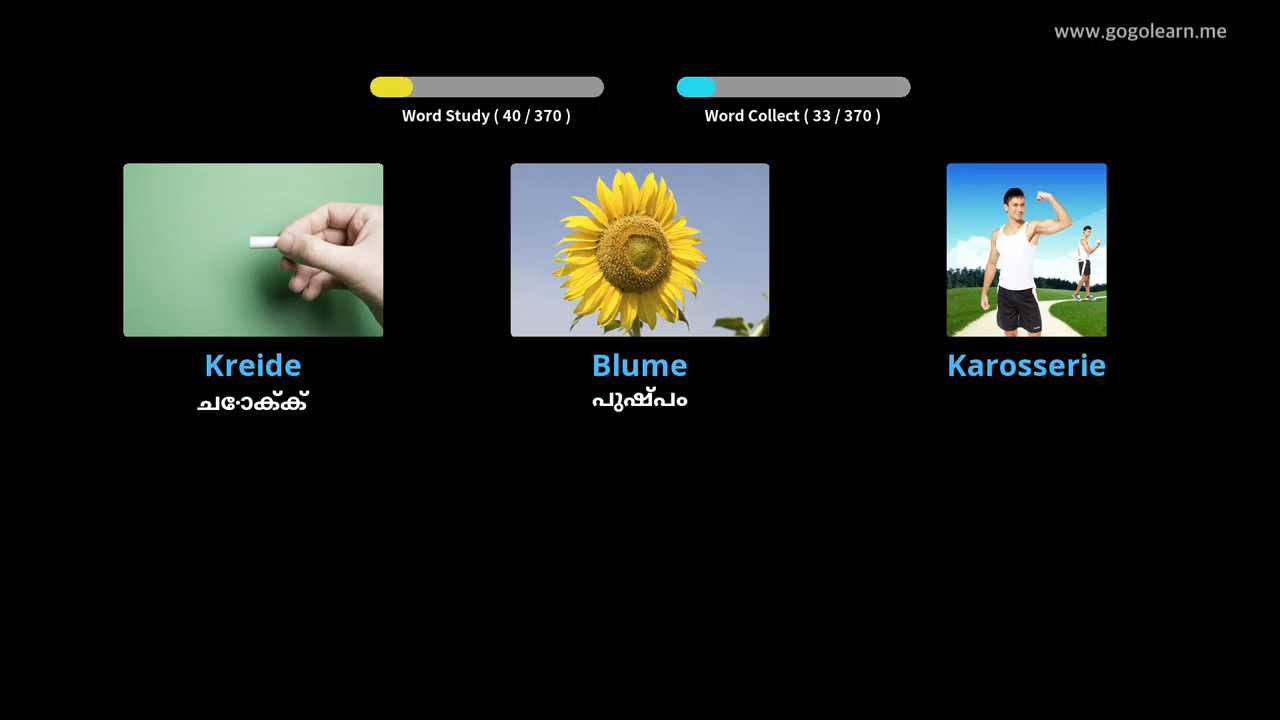 www.gogolearn.me
Word Study ( 40 / 370 )
Word Collect ( 33 / 370 )
Kreide
Blume
Karosserie
ചോക്ക്
പുഷ്പം